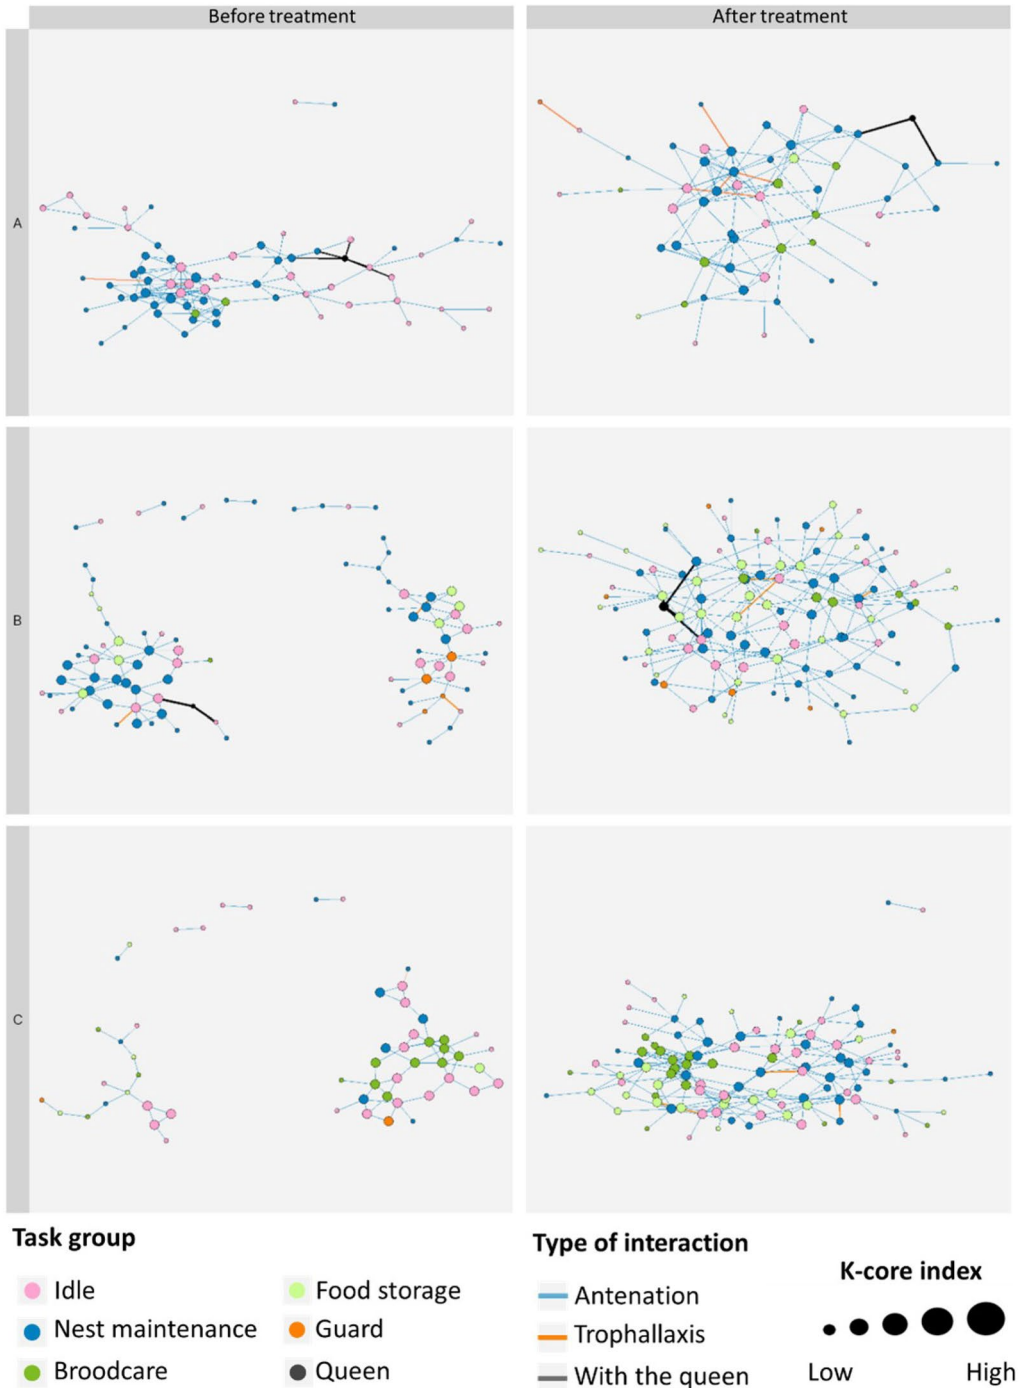 Before treatment
After treatment
A
B
C
Task group
Idle
Nest maintenance
Broodcare
Food storage
Guard
Queen
Type of interaction
Antenation
Trophallaxis
With the queen
K-core index
Low
High